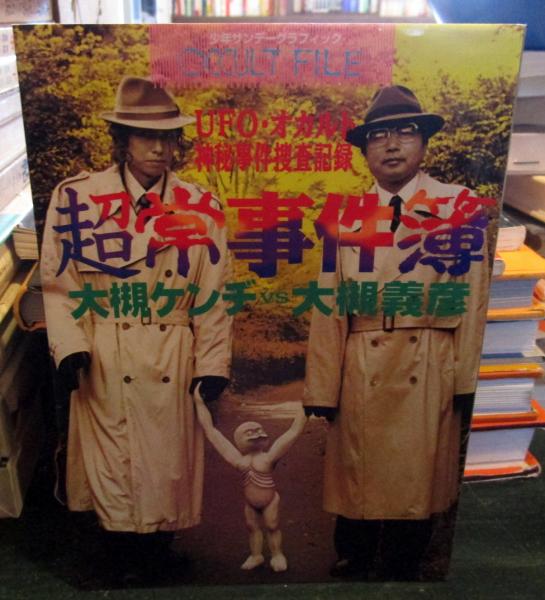 少年サンデーグラフィック
OCCULT FILE
UFO・オカルト
神秘事件捜査記録
超常事件簿
大槻ケンヂ VS 大槻義彦